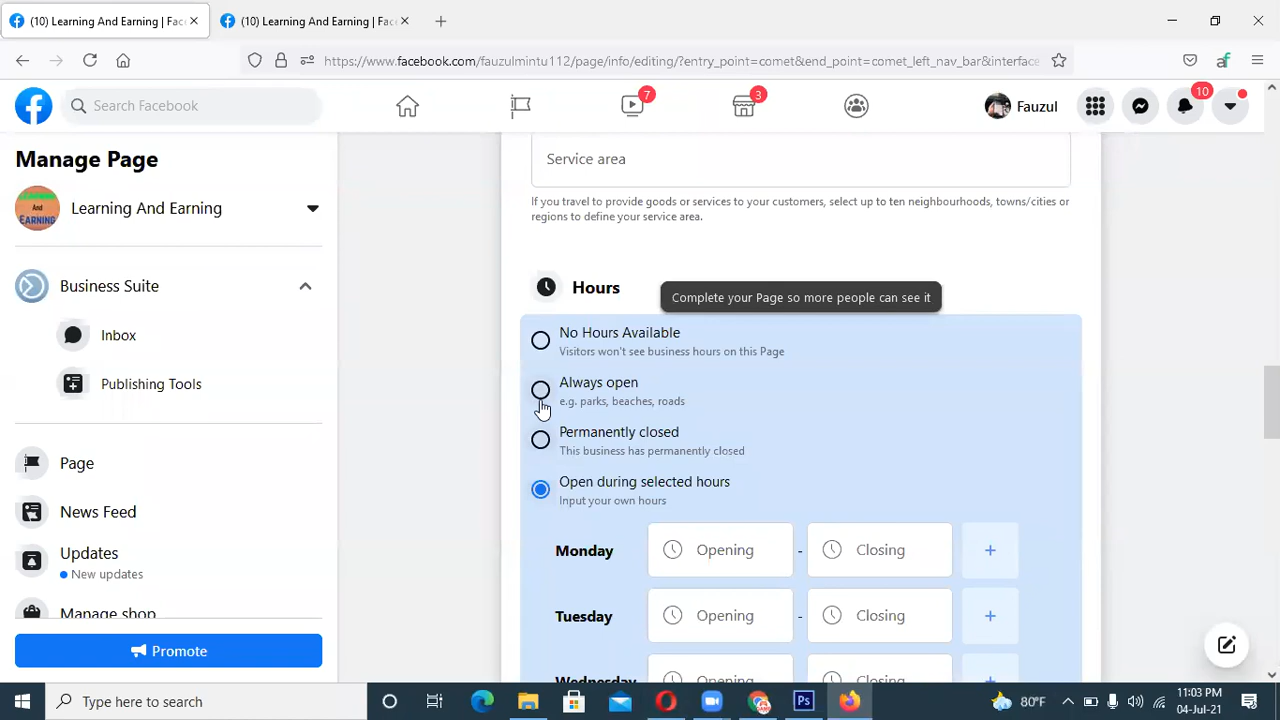 (10) Learning And Earning | Fac
(10) Learning And Earning | Fac
https://www.facebook.com/fauzulmintu112/page/info/editing/?entry_point=comet&end_point=comet_left_nav_bar&interface
Search Facebook
7
3
Fauzul
10
Manage Page
Learning And Earning
Business Suite
Inbox
Publishing Tools
Page
News Feed
Updates
New updates
Manage shop
Promote
Service area
If you travel to provide goods or services to your customers, select up to ten neighbourhoods, towns/cities or
regions to define your service area.
Hours
Complete your Page so more people can see it
No Hours Available
Visitors won't see business hours on this Page
Always open
e.g. parks, beaches, roads
Permanently closed
This business has permanently closed
Open during selected hours
Input your own hours
Monday Opening - Closing +
Tuesday Opening - Closing +
Wednesday Opening - Closing +
Type here to search
80°F
11:03 PM
04-Jul-21